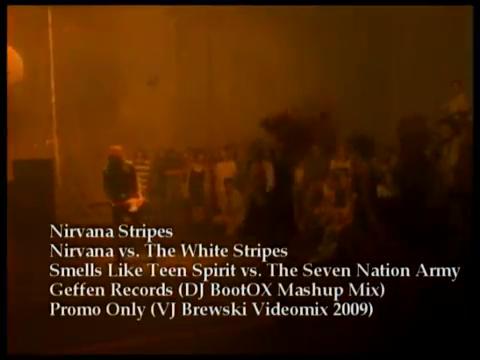 Nirvana Stripes
Nirvana vs. The White Stripes
Smells Like Teen Spirit vs. The Seven Nation Army
Geffen Records (DJ BootOX Mashup Mix)
Promo Only (VJ Brewski Videomix 2009)